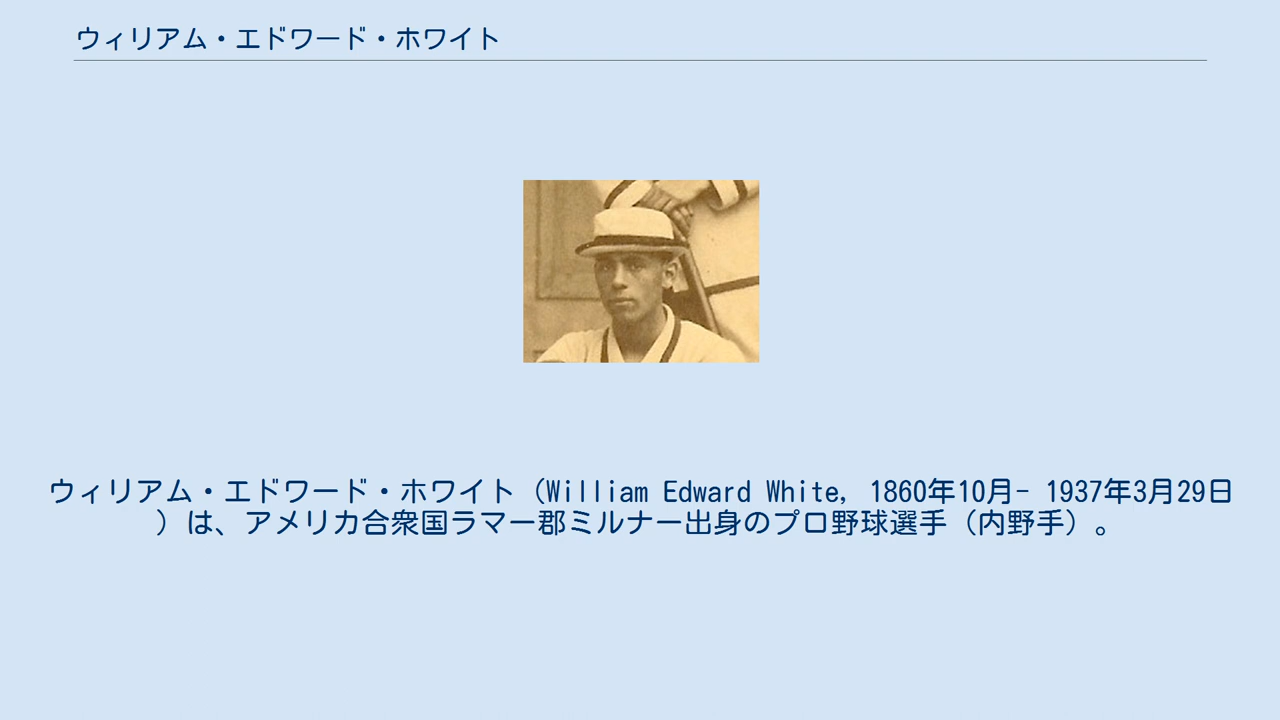 ウィリアム・エドワード・ホワイト
ウィリアム・エドワード・ホワイト（William Edward White, 1860年10月- 1937年3月29日
）は、アメリカ合衆国ラマー郡ミルナー出身のプロ野球選手（内野手）。